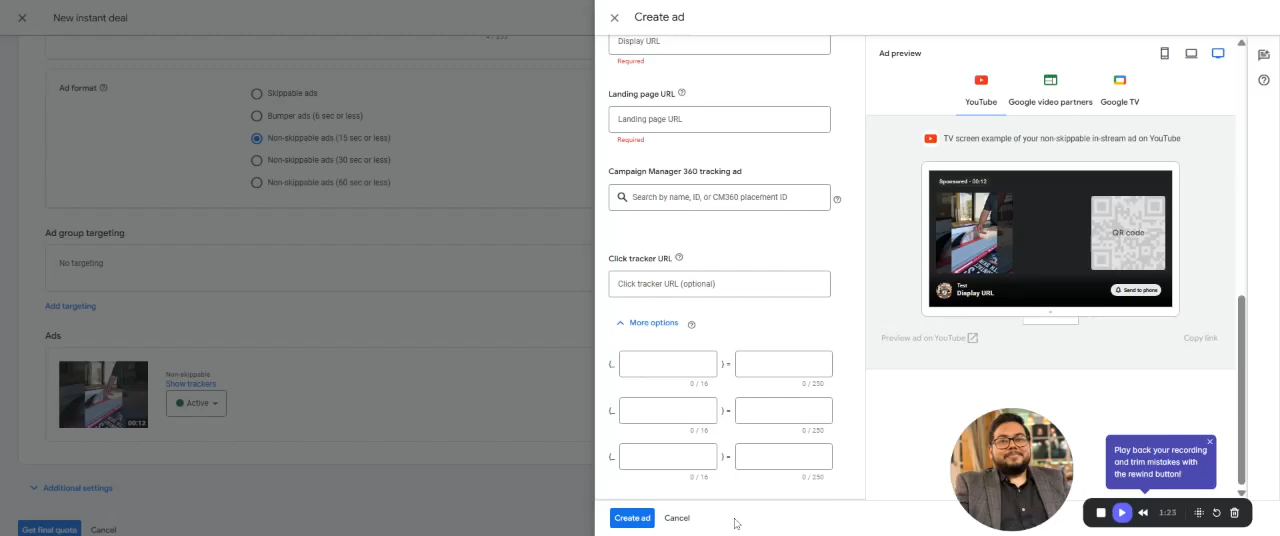 New instant deal
Ad format
Skippable ads
Bumper ads (6 sec or less)
Non-skippable ads (15 sec or less)
Non-skippable ads (30 sec or less)
Non-skippable ads (60 sec or less)
Ad group targeting
No targeting
Add targeting
Ads
Non-skippable
Show trackers
Active
00:12
Additional settings
Get final quote
Cancel
Create ad
Display URL
Required
Landing page URL
Landing page URL
Required
Campaign Manager 360 tracking ad
Search by name, ID, or CM360 placement ID
Click tracker URL
Click tracker URL (optional)
More options
{_ } =
0 / 16 0 / 250
{_ } =
0 / 16 0 / 250
{_ } =
0 / 16 0 / 250
Create ad
Cancel
Ad preview
YouTube
Google video partners
Google TV
TV screen example of your non-skippable in-stream ad on YouTube
Sponsored · 00:12
QR code
Test
Display URL
Send to phone
Preview ad on YouTube
Copy link
Play back your recording
and trim mistakes with
the rewind button!
1:23